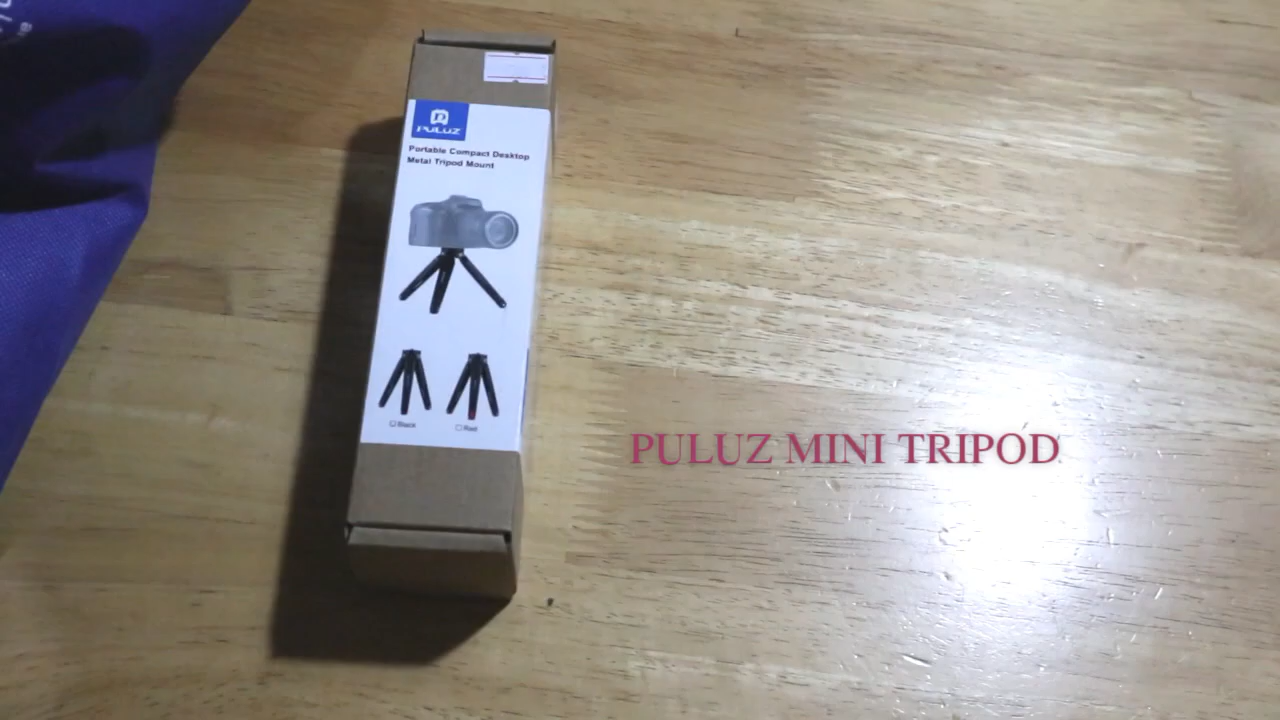 PULUZ
Portable Compact Desktop
Metal Tripod Mount
Black
Red
PULUZ MINI TRIPOD